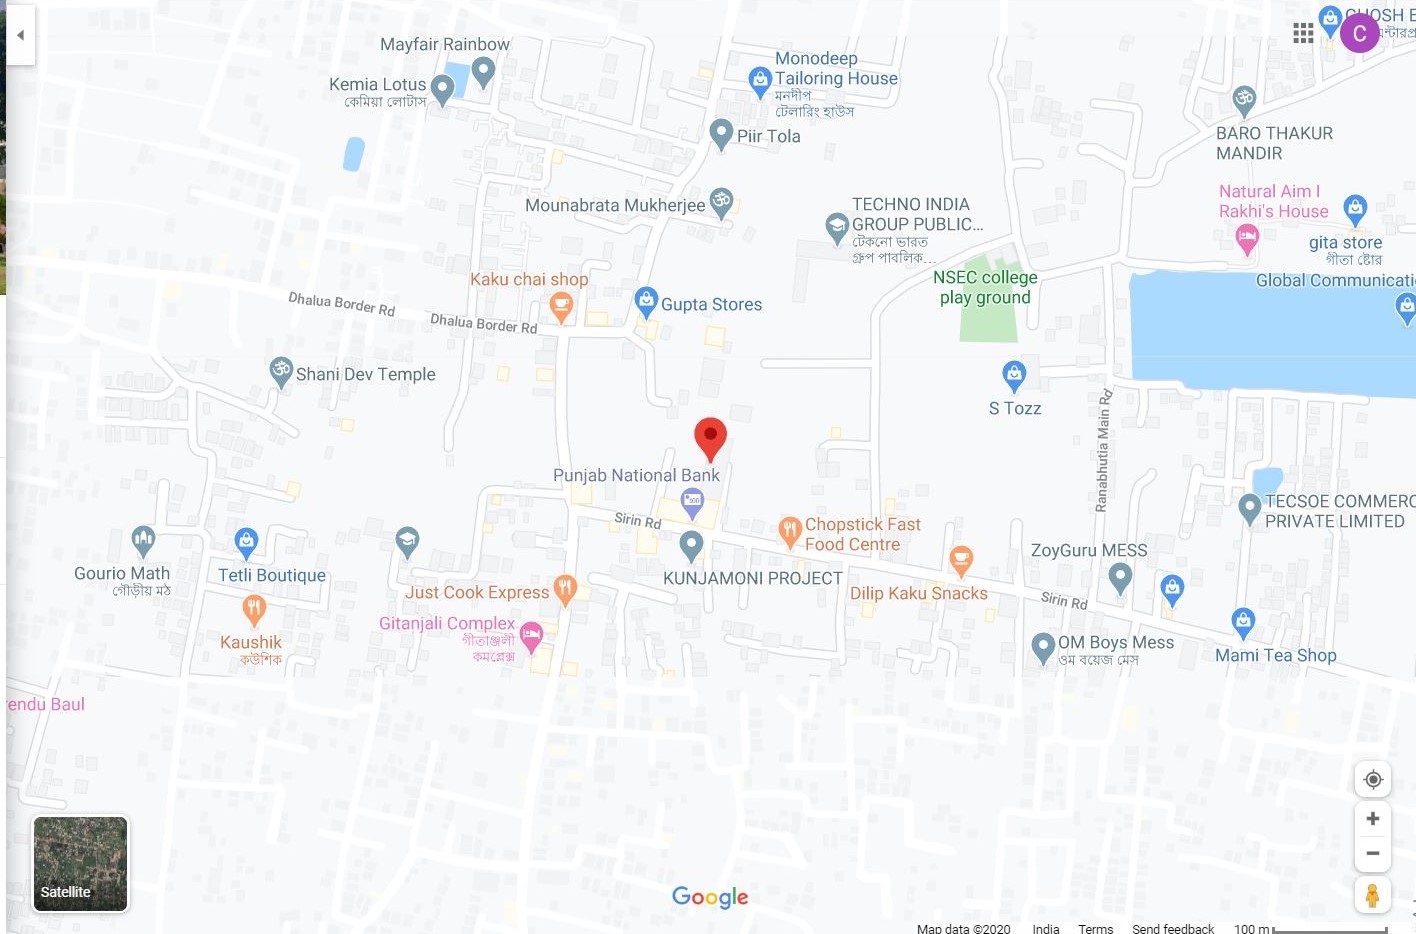 GHOSH E
C
Mayfair Rainbow
Kemia Lotus
কেমিয়া লোটাস
Monodeep
Tailoring House
মনদীপ
টেলারিং হাউস
Piir Tola
BARO THAKUR
MANDIR
Natural Aim I
Rakhi's House
Mounabrata Mukherjee
TECHNO INDIA
GROUP PUBLIC...
টেকনো ভারত
গ্রুপ পাবলিক...
gita store
গীতা ষ্টোর
Kaku chai shop
NSEC college
play ground
Global Communicati
Dhalua Border Rd
Dhalua Border Rd
Gupta Stores
Shani Dev Temple
S Tozz
Ranabhutia Main Rd
Punjab National Bank
Sirin Rd
Chopstick Fast
Food Centre
TECSOE COMMERC
PRIVATE LIMITED
Gourio Math
গৌড়ীয় মঠ
Tetli Boutique
KUNJAMONI PROJECT
ZoyGuru MESS
Just Cook Express
Dilip Kaku Snacks
Sirin Rd
Gitanjali Complex
গীতাঞ্জলী
কমপ্লেক্স
Kaushik
কউশিক
OM Boys Mess
ওম বয়েজ মেস
Mami Tea Shop
endu Baul
Satellite
Google
Map data ©2020 India Terms Send feedback 100 m